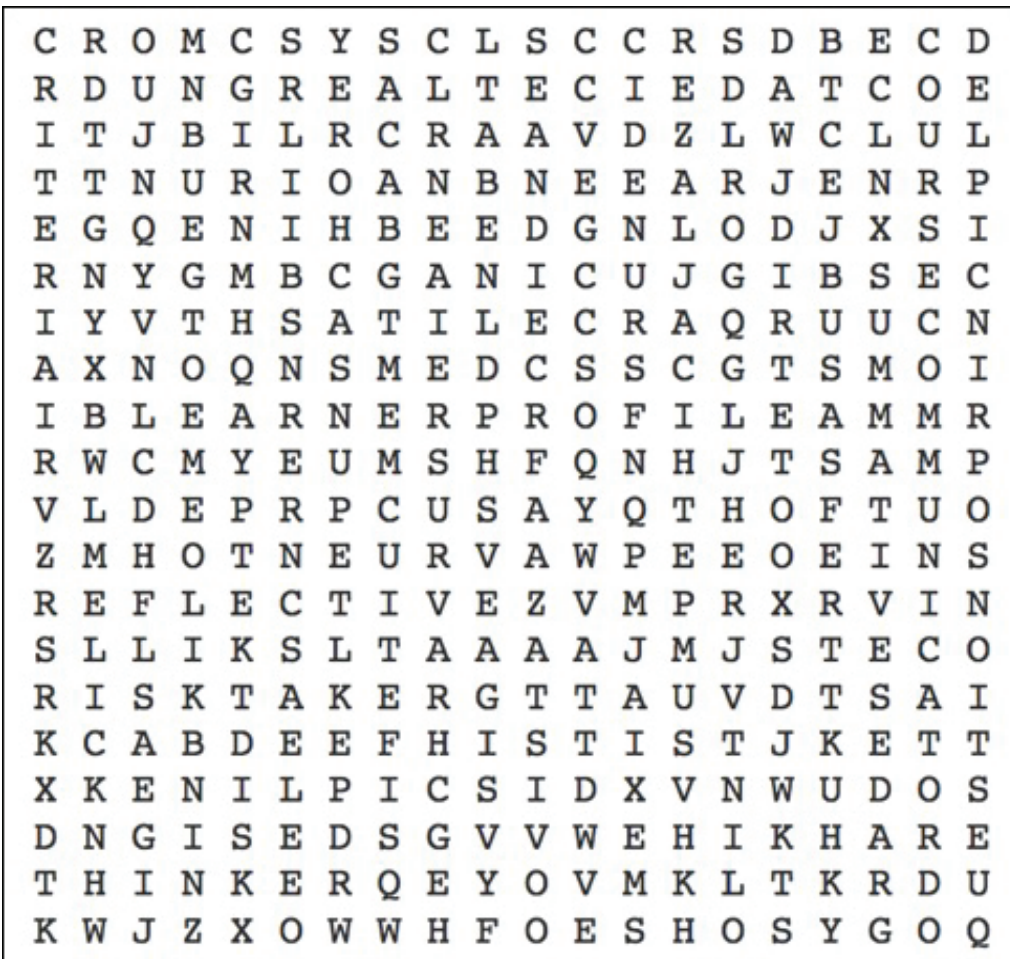 C R O M C S Y S C L S C C R S D B E C D
R D U N G R E A L T E C I E D A T C O E
I T J B I L R C R A A V D Z L W C L U L
T T N U R I O A N B N E E A R J E N R P
E G Q E N I H B E E D G N L O D J X S I
R N Y G M B C G A N I C U J G I B S E C
I Y V T H S A T I L E C R A Q R U U C N
A X N O Q N S M E D C S S C G T S M O I
I B L E A R N E R P R O F I L E A M M R
R W C M Y E U M S H F Q N H J T S A M P
V L D E P R P C U S A Y Q T H O F T U O
Z M H O T N E U R V A W P E E O E I N S
R E F L E C T I V E Z V M P R X R V I N
S L L I K S L T A A A A J M J S T E C O
R I S K T A K E R G T T A U V D T S A I
K C A B D E E F H I S T I S T J K E T T
X K E N I L P I C S I D X V N W U D O S
D N G I S E D S G V V W E H I K H A R E
T H I N K E R Q E Y O V M K L T K R D U
K W J Z X O W W H F O E S H O S Y G O Q